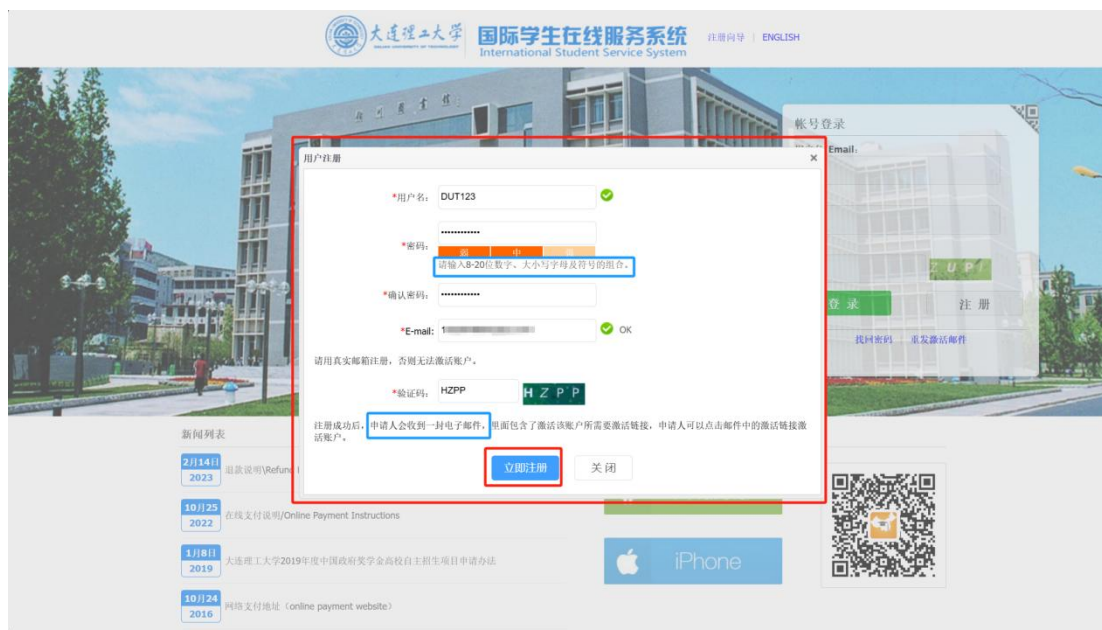 大连理工大学
国际学生在线服务系统
International Student Service System
注册向导 | ENGLISH
帐号登录
Email:
用户注册
×
*用户名: DUT123
*密码: ••••••••••••
弱 中
请输入8-20位数字、大小写字母及符号的组合。
*确认密码: ••••••••••••
*E-mail: 1
OK
请用真实邮箱注册,否则无法激活账户。
*验证码: HZPP
HZPP
注册成功后,申请人会收到一封电子邮件,里面包含了激活该账户所需要激活链接,申请人可以点击邮件中的激活链接激
活账户。
立即注册
关闭
登录
注册
找回密码 重发激活邮件
新闻列表
2月14日
2023
退款说明\Refund
10月25
2022
在线支付说明/Online Payment Instructions
1月8日
2019
大连理工大学2019年度中国政府奖学金高校自主招生项目申请办法
10月24
2016
网络支付地址(online payment website)
iPhone